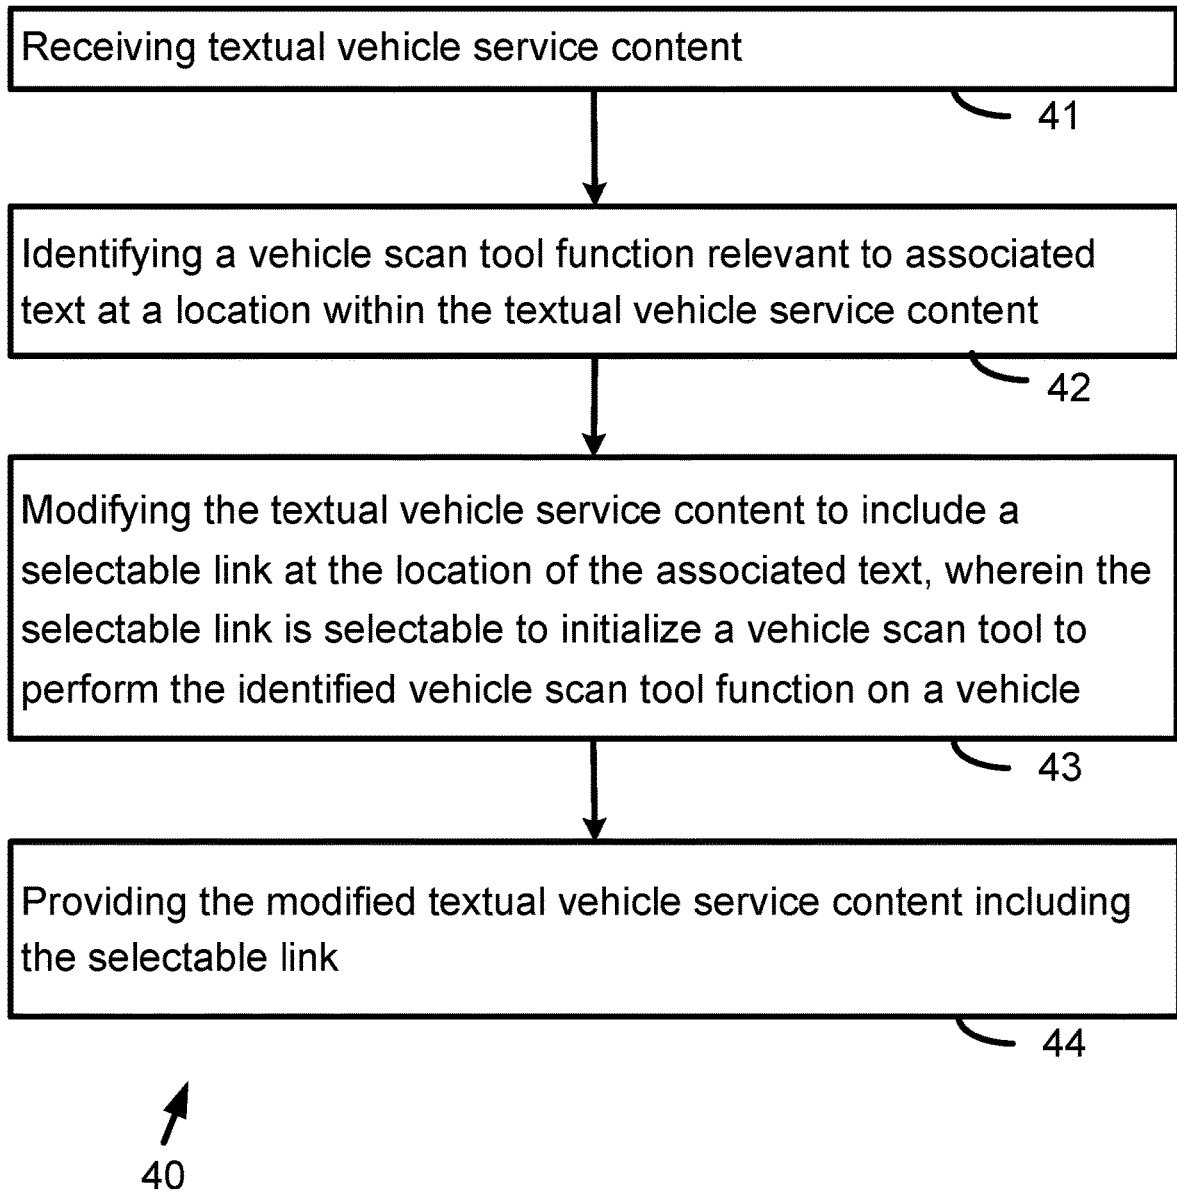 Receiving textual vehicle service content
41
Identifying a vehicle scan tool function relevant to associated
text at a location within the textual vehicle service content
42
Modifying the textual vehicle service content to include a
selectable link at the location of the associated text, wherein the
selectable link is selectable to initialize a vehicle scan tool to
perform the identified vehicle scan tool function on a vehicle
43
Providing the modified textual vehicle service content including
the selectable link
44
40